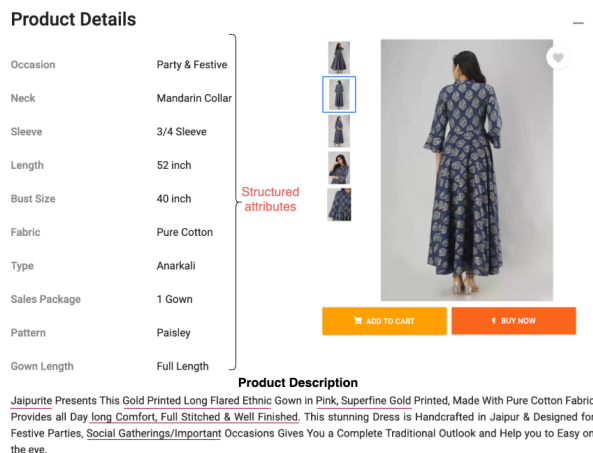 Product Details
Occasion Party & Festive
Neck Mandarin Collar
Sleeve 3/4 Sleeve
Length 52 inch
Bust Size 40 inch
Structured
attributes
Fabric Pure Cotton
Type Anarkali
Sales Package 1 Gown
Pattern Paisley
Gown Length Full Length
ADD TO CART
BUY NOW
Product Description
Jaipurite Presents This Gold Printed Long Flared Ethnic Gown in Pink, Superfine Gold Printed, Made With Pure Cotton Fabric
Provides all Day long Comfort, Full Stitched & Well Finished. This stunning Dress is Handcrafted in Jaipur & Designed for
Festive Parties, Social Gatherings/Important Occasions Gives You a Complete Traditional Outlook and Help you to Easy on
the eye.